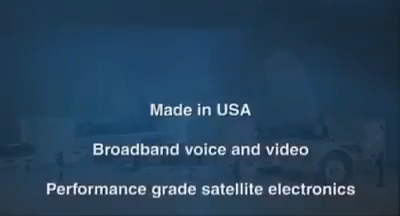 Made in USA
Broadband voice and video
Performance grade satellite electronics